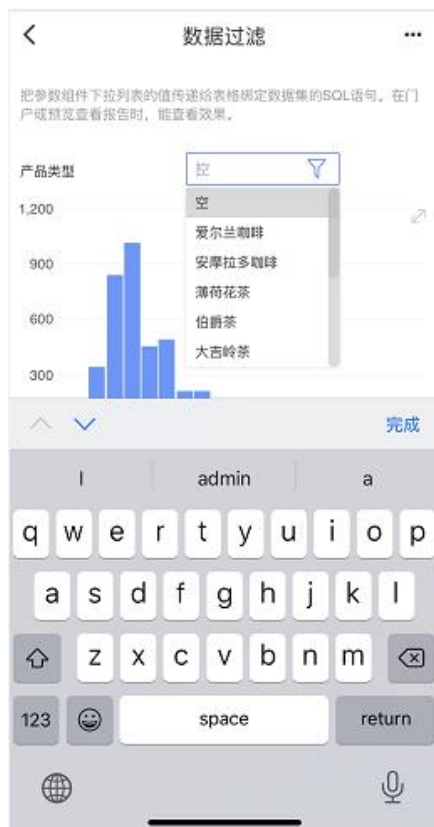 数据过滤
把参数组件下拉列表的值传递给表格绑定数据集的SQL语句。在门
户或预览查看报告时，能查看效果。
产品类型
空
空
爱尔兰咖啡
安摩拉多咖啡
薄荷花茶
伯爵茶
大吉岭茶
1,200
900
600
300
完成
I admin a
q w e r t y u i o p
a s d f g h j k l
z x c v b n m
123 space return